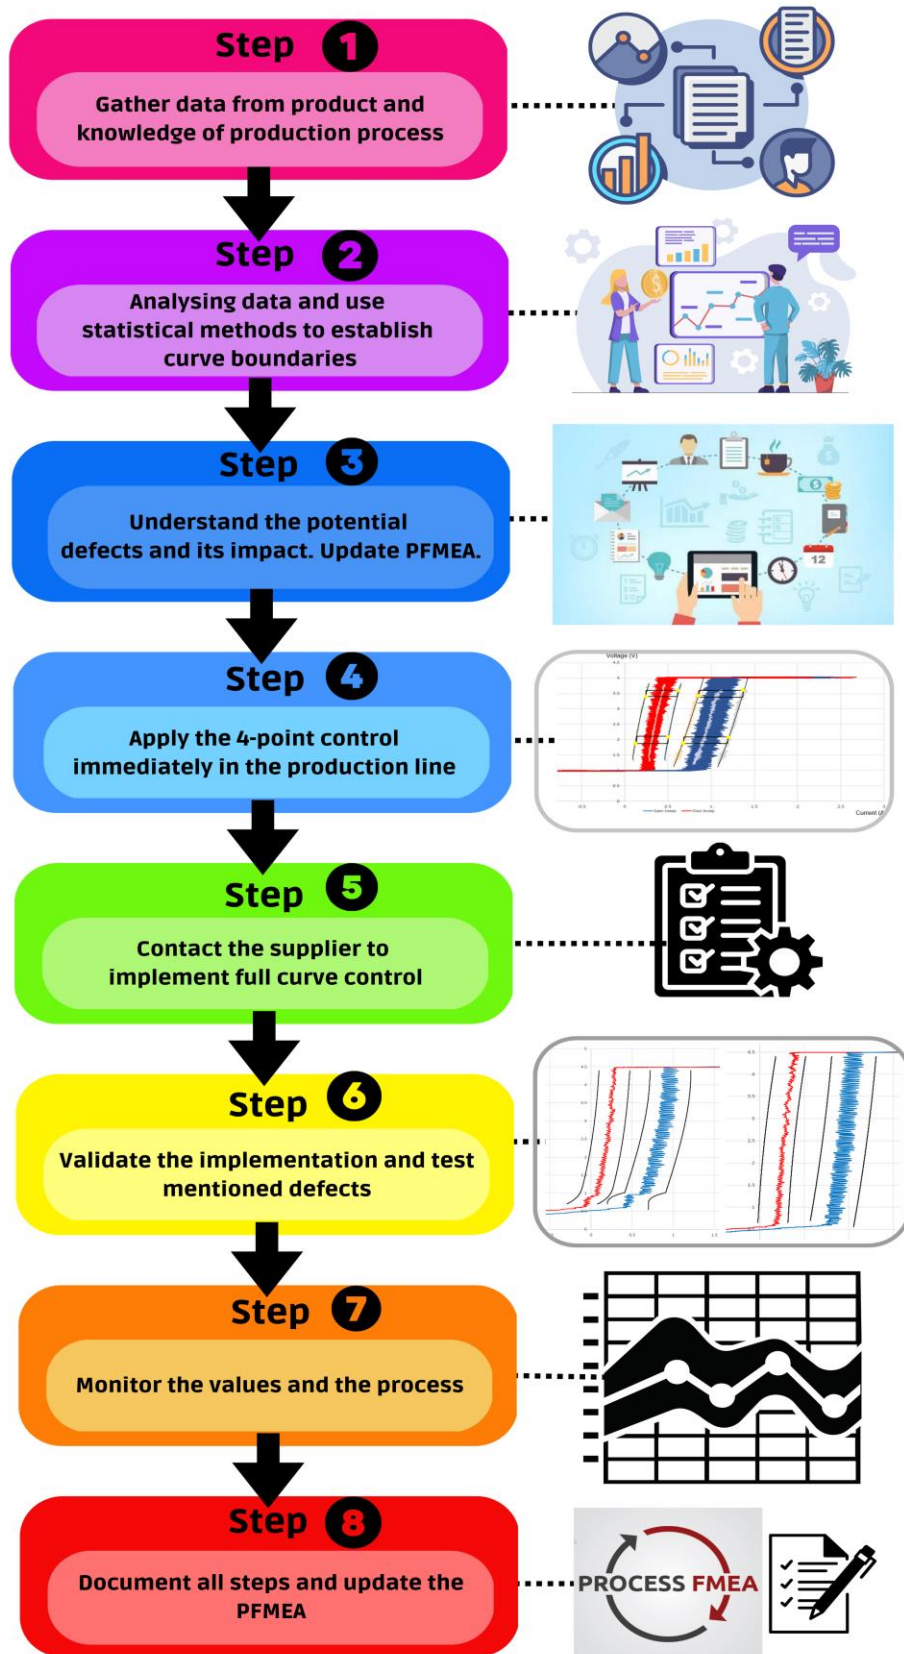 Step 1
Gather data from product and
knowledge of production process
Step 2
Analysing data and use
statistical methods to establish
curve boundaries
Step 3
Understand the potential
defects and its impact. Update PFMEA.
12
Step 4
Apply the 4-point control
immediately in the production line
Voltage (V)
Step 5
Contact the supplier to
implement full curve control
Step 6
Validate the implementation and test
mentioned defects
Step 7
Monitor the values and the process
Step 8
Document all steps and update the
PFMEA
PROCESS FMEA